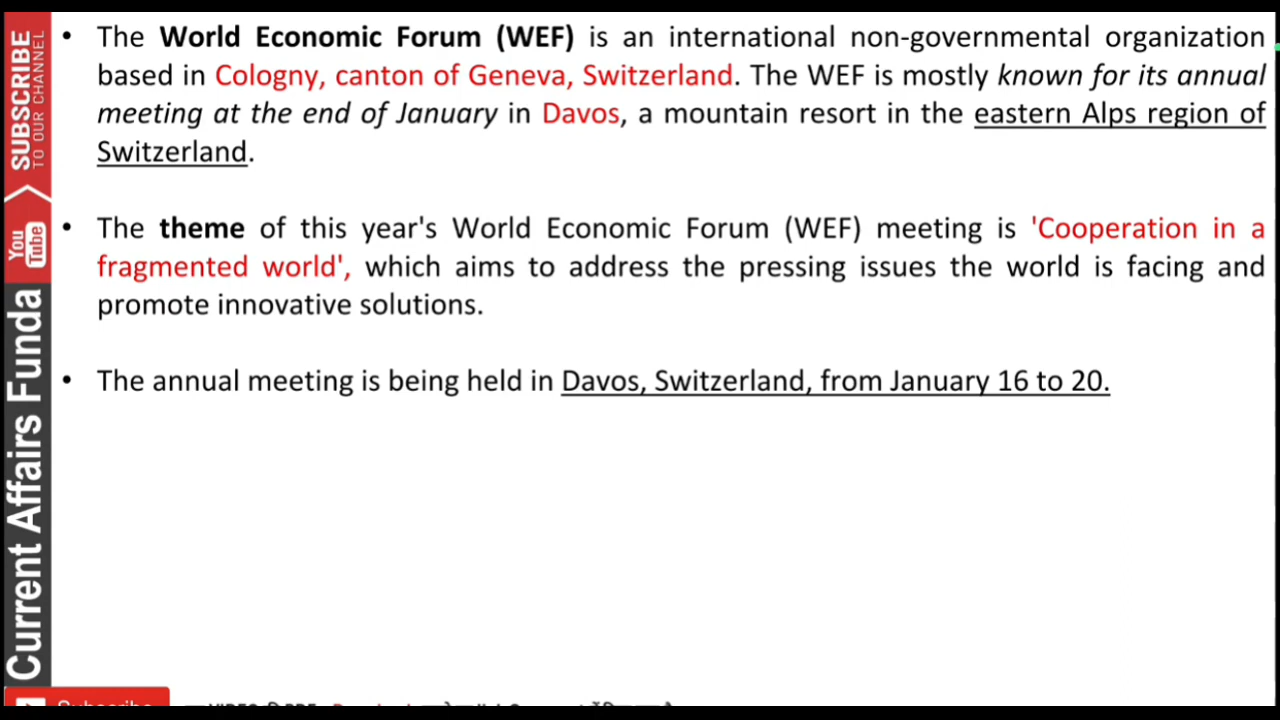 • The World Economic Forum (WEF) is an international non-governmental organization
based in Cologny, canton of Geneva, Switzerland. The WEF is mostly known for its annual
meeting at the end of January in Davos, a mountain resort in the eastern Alps region of
Switzerland.
• The theme of this year's World Economic Forum (WEF) meeting is 'Cooperation in a
fragmented world', which aims to address the pressing issues the world is facing and
promote innovative solutions.
• The annual meeting is being held in Davos, Switzerland, from January 16 to 20.
SUBSCRIBE
TO OUR CHANNEL
You
Tube
Current Affairs Funda
Subscribe